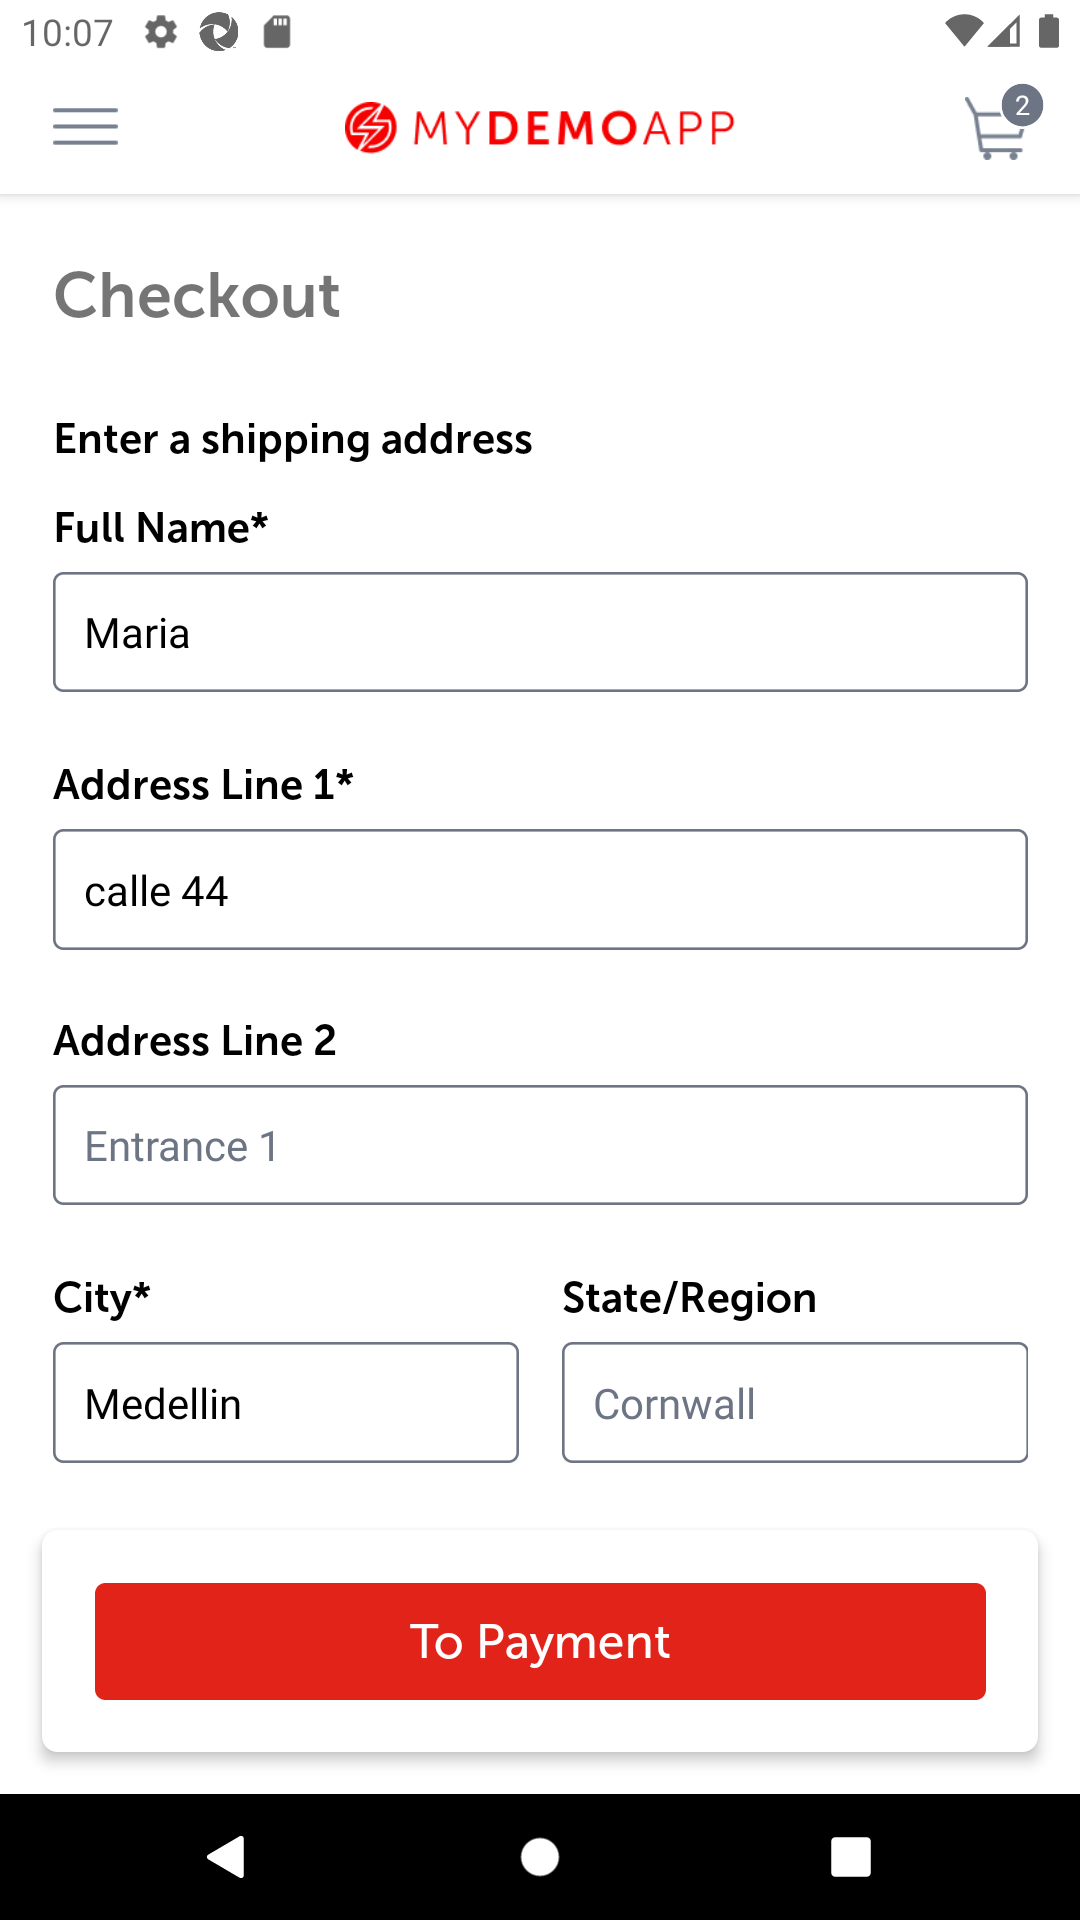 10:07
MYDEMOAPP
2
Checkout
Enter a shipping address
Full Name*
Maria
Address Line 1*
calle 44
Address Line 2
Entrance 1
City*
State/Region
Medellin
Cornwall
To Payment